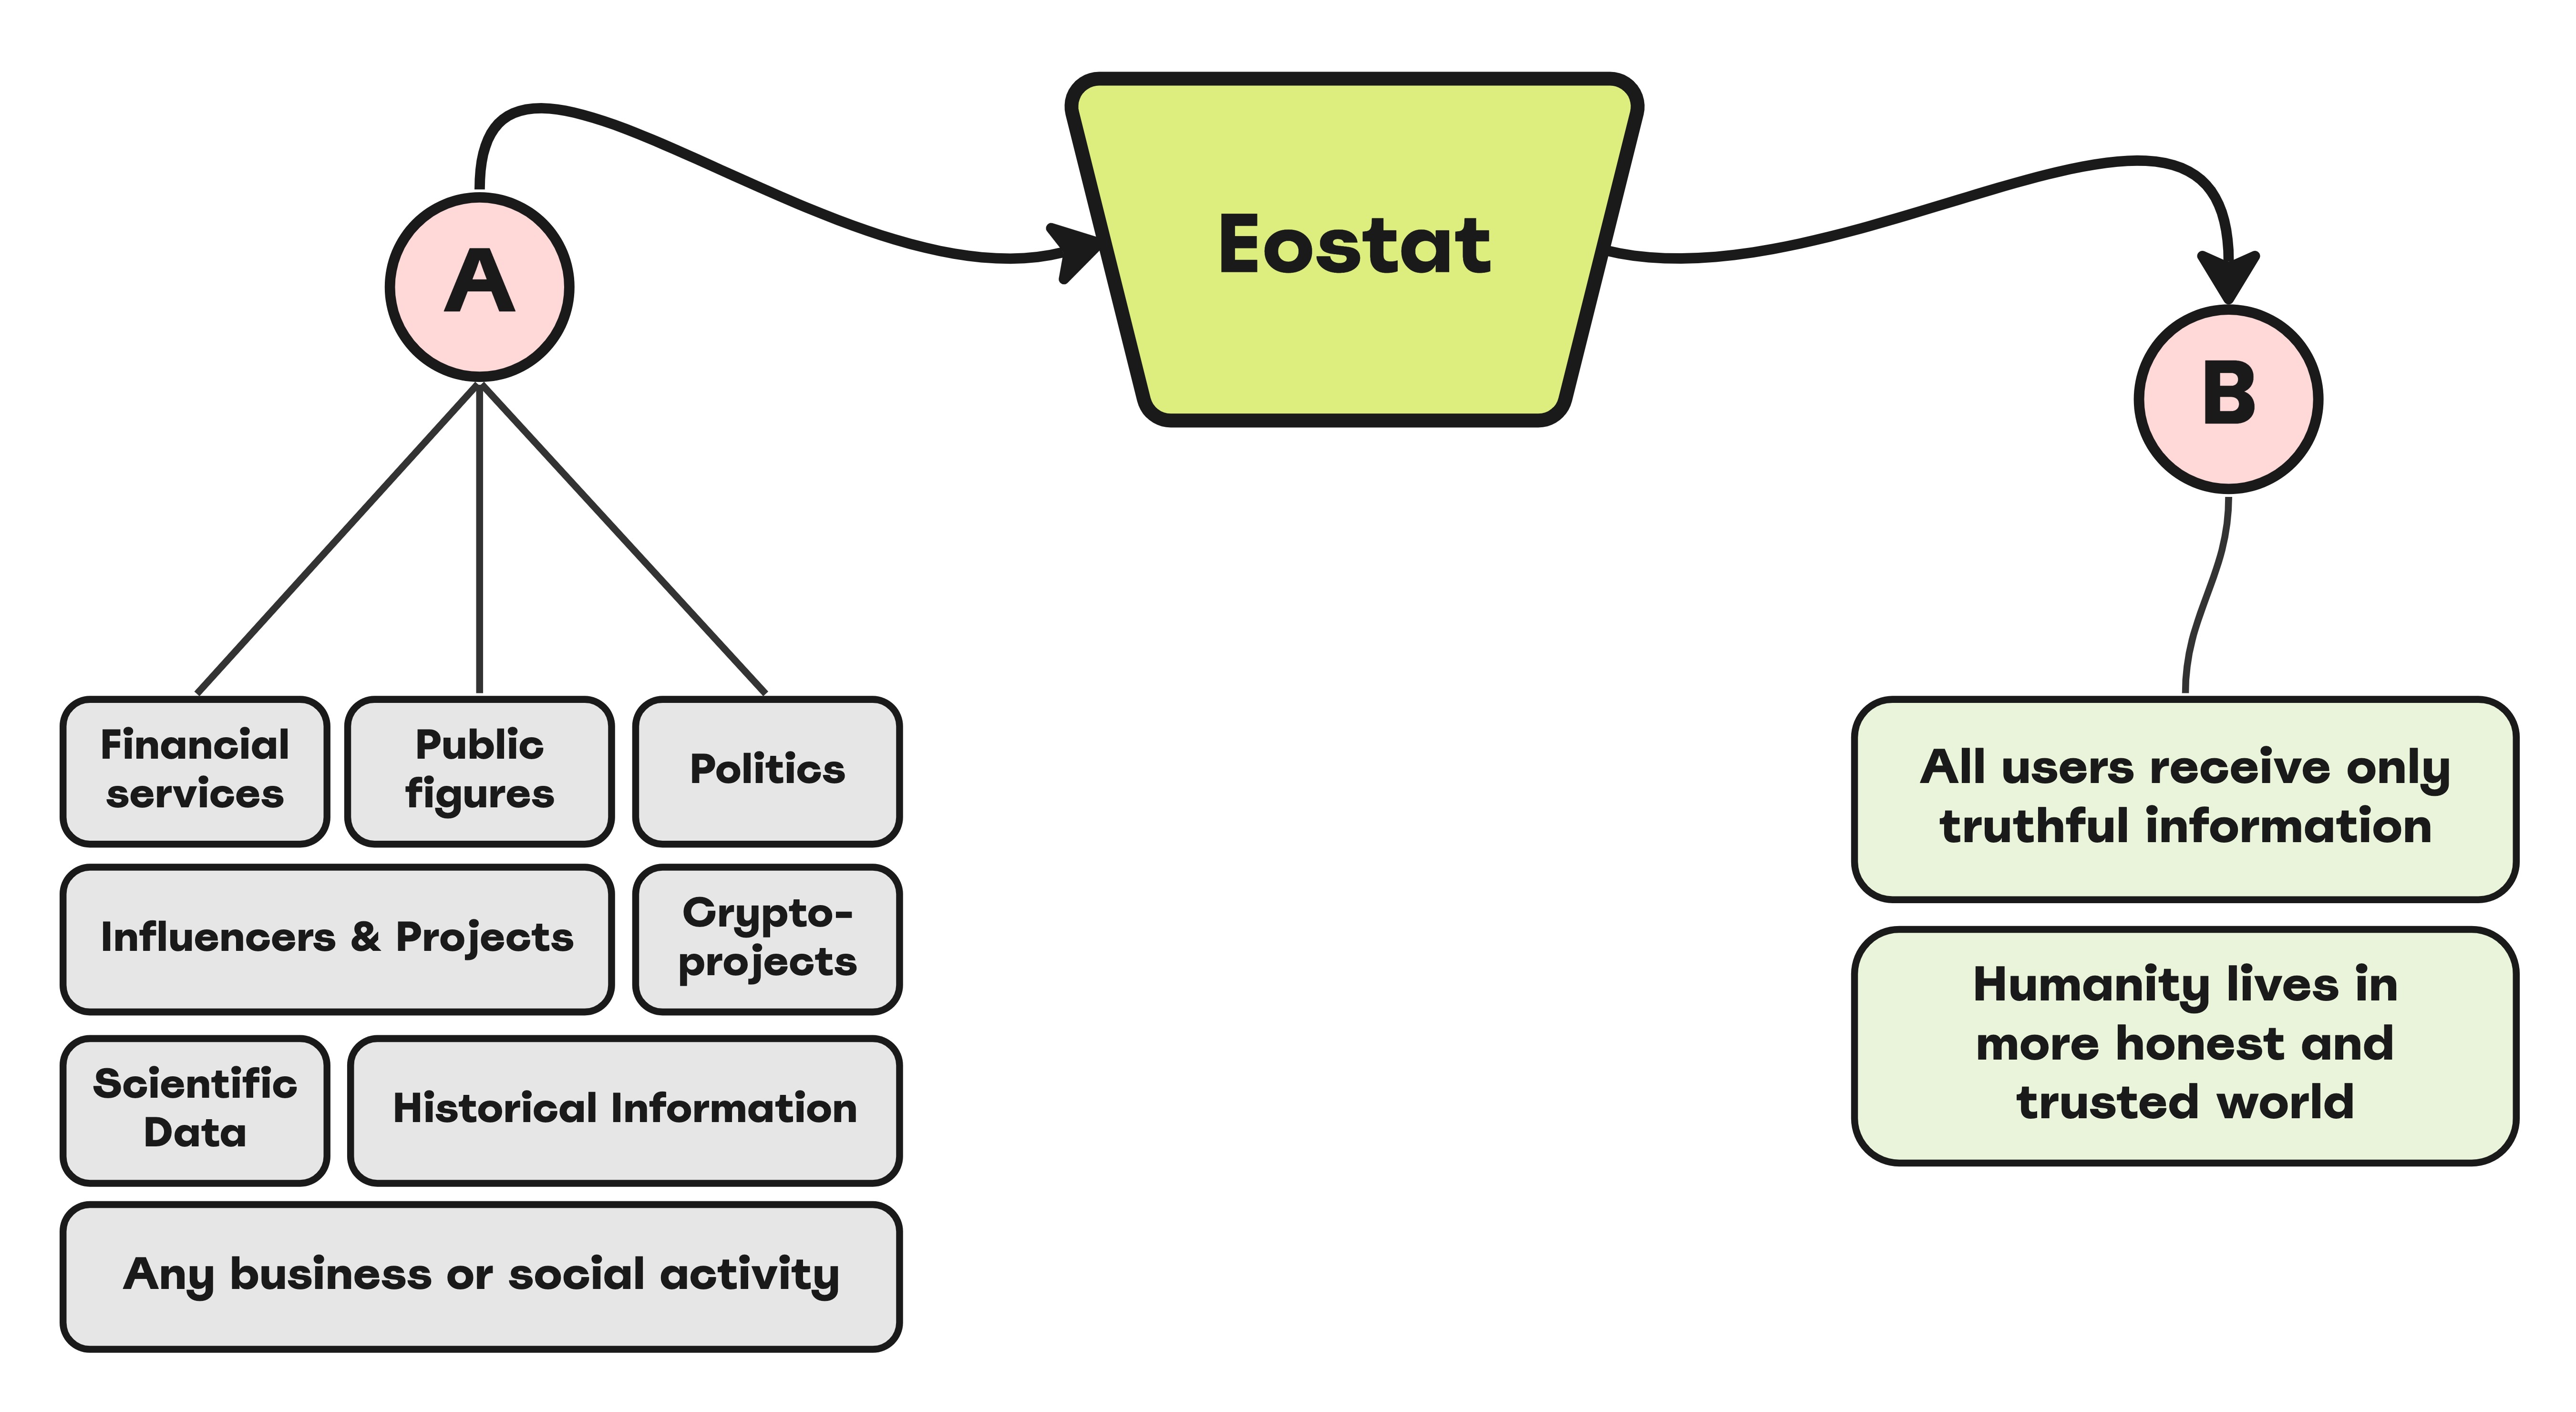 Eostat
A
B
Financial
services
Public
figures
Politics
Influencers & Projects
Crypto-
projects
Scientific
Data
Historical Information
Any business or social activity
All users receive only
truthful information
Humanity lives in
more honest and
trusted world